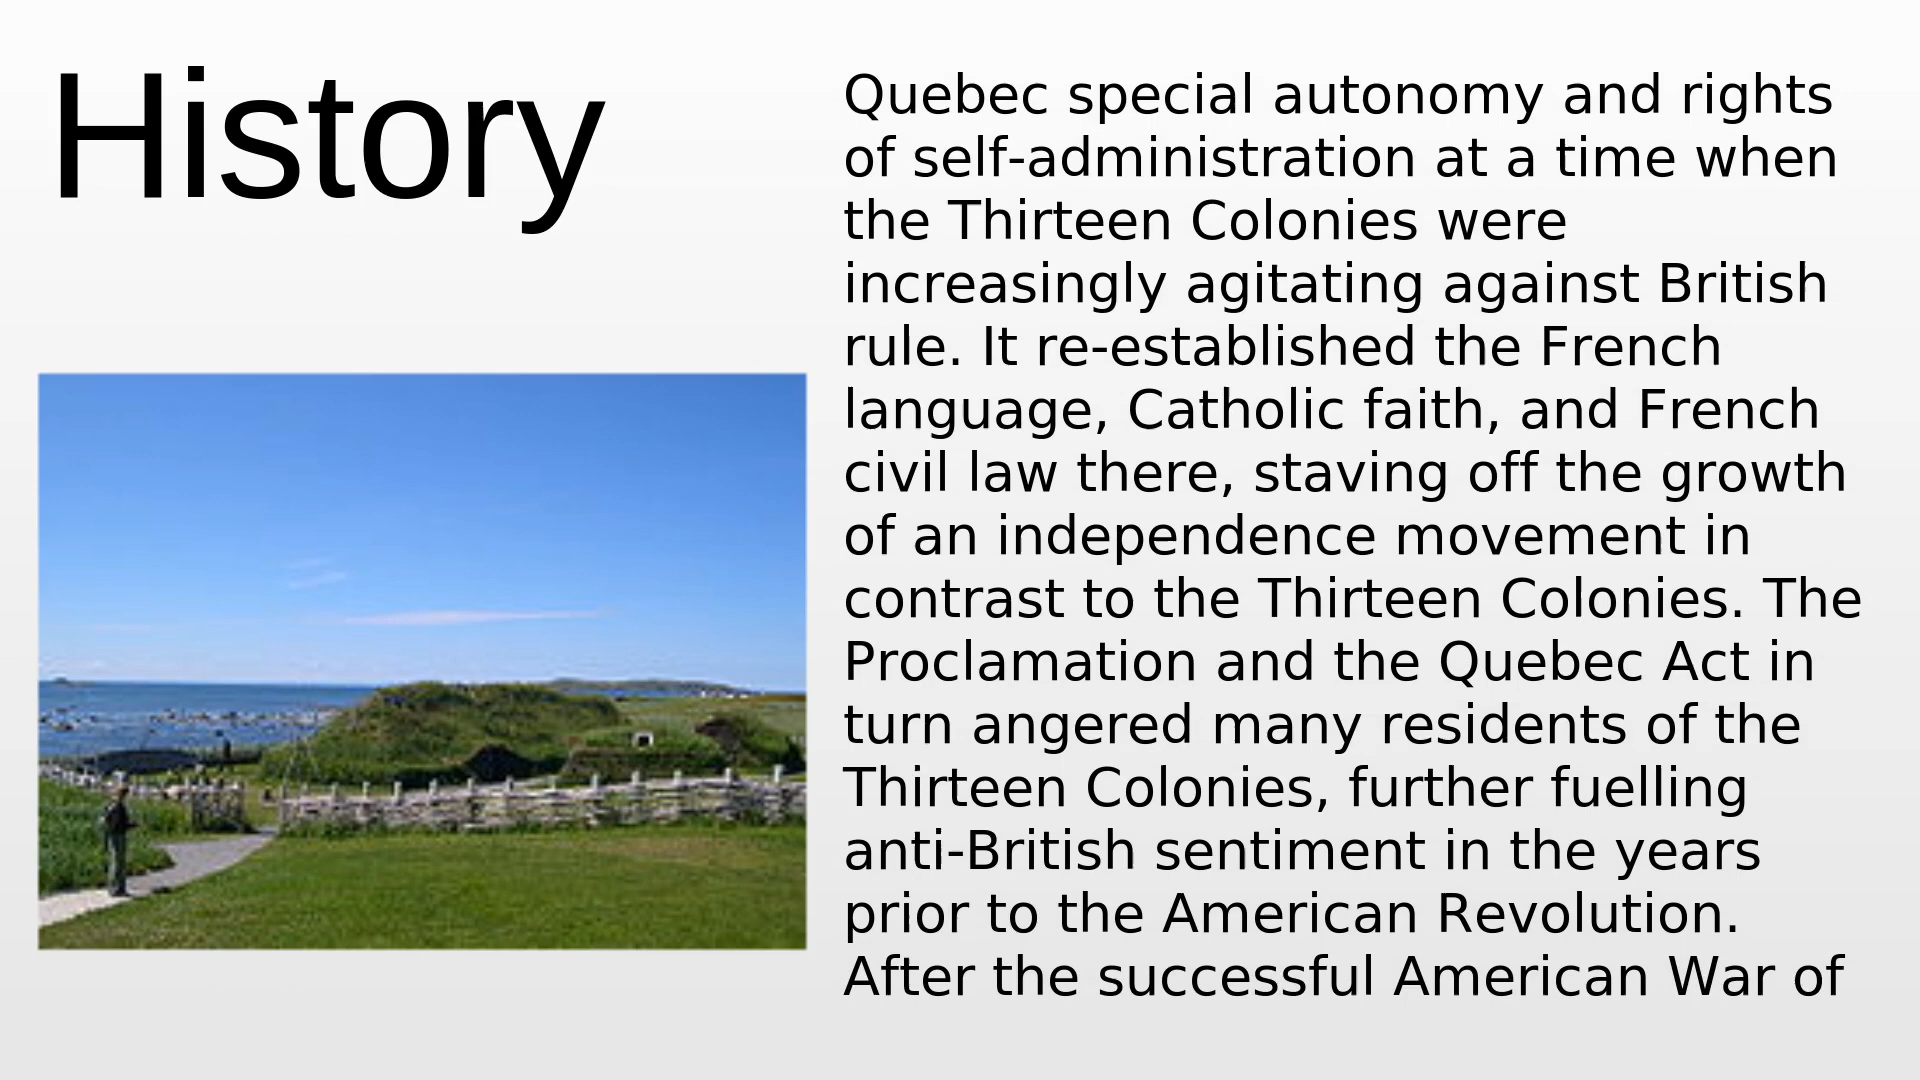 History
Quebec special autonomy and rights
of self-administration at a time when
the Thirteen Colonies were
increasingly agitating against British
rule. It re-established the French
language, Catholic faith, and French
civil law there, staving off the growth
of an independence movement in
contrast to the Thirteen Colonies. The
Proclamation and the Quebec Act in
turn angered many residents of the
Thirteen Colonies, further fuelling
anti-British sentiment in the years
prior to the American Revolution.
After the successful American War of